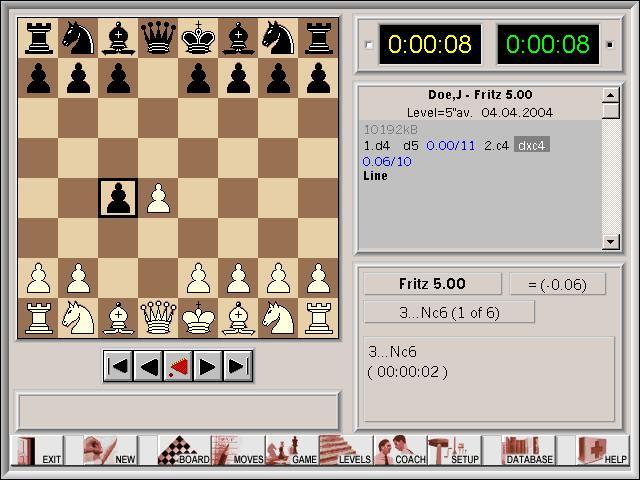 0:00:08
0:00:08
Doe,J - Fritz 5.00
Level=5"av. 04.04.2004
10192kB
1.d4 d5 0.00/11 2.c4 dxc4
0.06/10
Line
Fritz 5.00
= (-0.06)
3...Nc6 (1 of 6)
3...Nc6
( 00:00:02 )
EXIT
NEW
BOARD
MOVES
GAME
LEVELS
COACH
SETUP
DATABASE
HELP